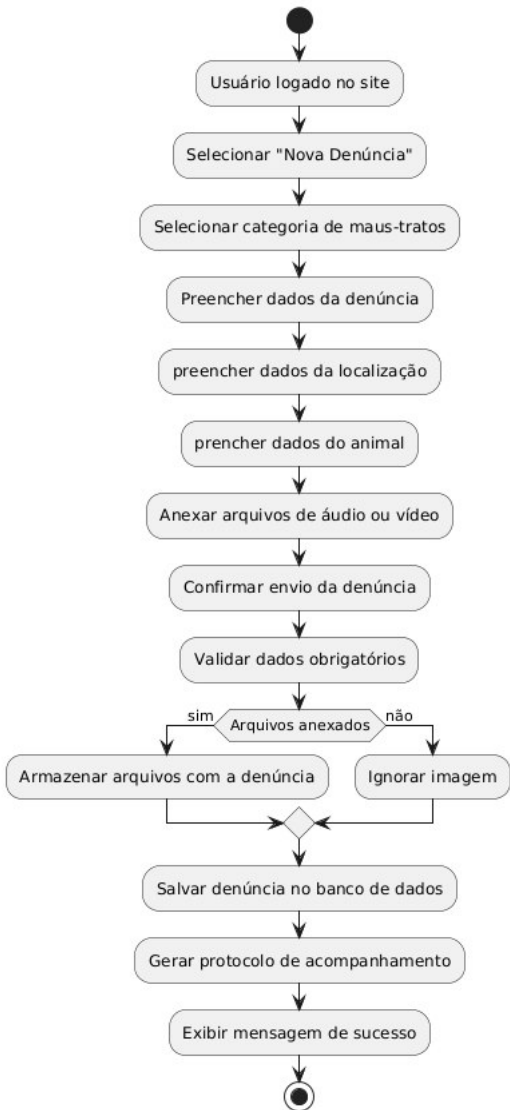 Usuário logado no site
Selecionar "Nova Denúncia"
Selecionar categoria de maus-tratos
Preencher dados da denúncia
preencher dados da localização
prencher dados do animal
Anexar arquivos de áudio ou vídeo
Confirmar envio da denúncia
Validar dados obrigatórios
sim
Arquivos anexados
não
Armazenar arquivos com a denúncia
Ignorar imagem
Salvar denúncia no banco de dados
Gerar protocolo de acompanhamento
Exibir mensagem de sucesso